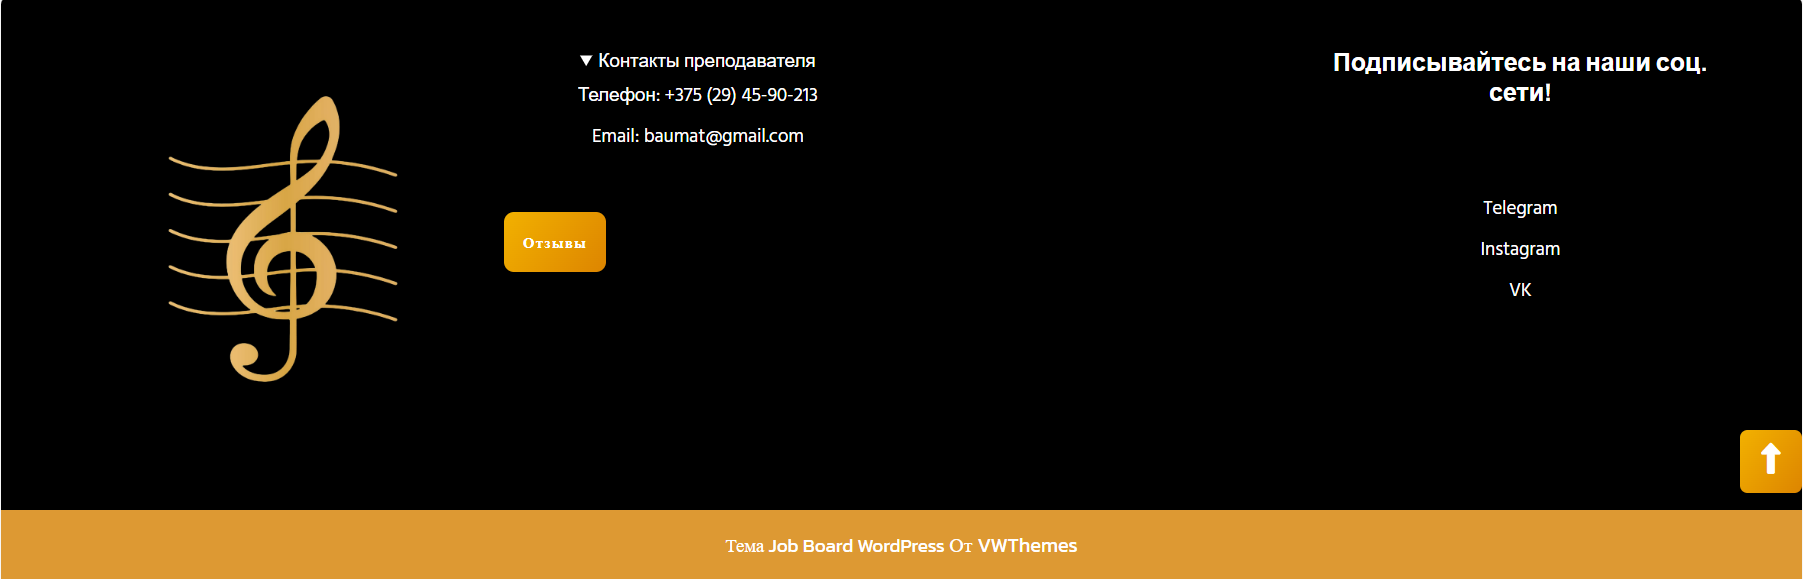 ▼ Контакты преподавателя
Телефон: +375 (29) 45-90-213
Email: baumat@gmail.com
Отзывы
Подписывайтесь на наши соц.
сети!
Telegram
Instagram
VK
Тема Job Board WordPress От VWThemes